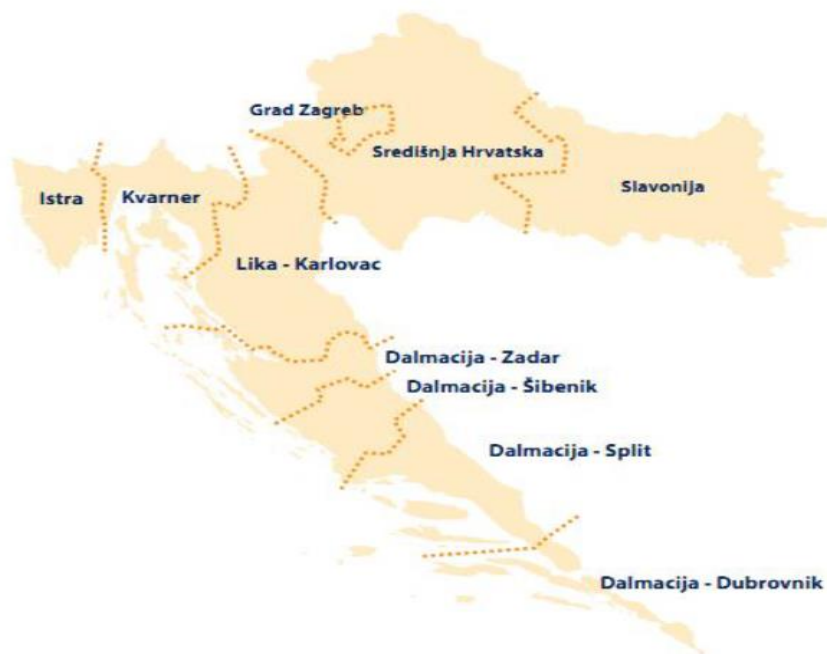 Grad Zagreb
Središnja Hrvatska
Slavonija
Istra
Kvarner
Lika - Karlovac
Dalmacija - Zadar
Dalmacija - Šibenik
Dalmacija - Split
Dalmacija - Dubrovnik